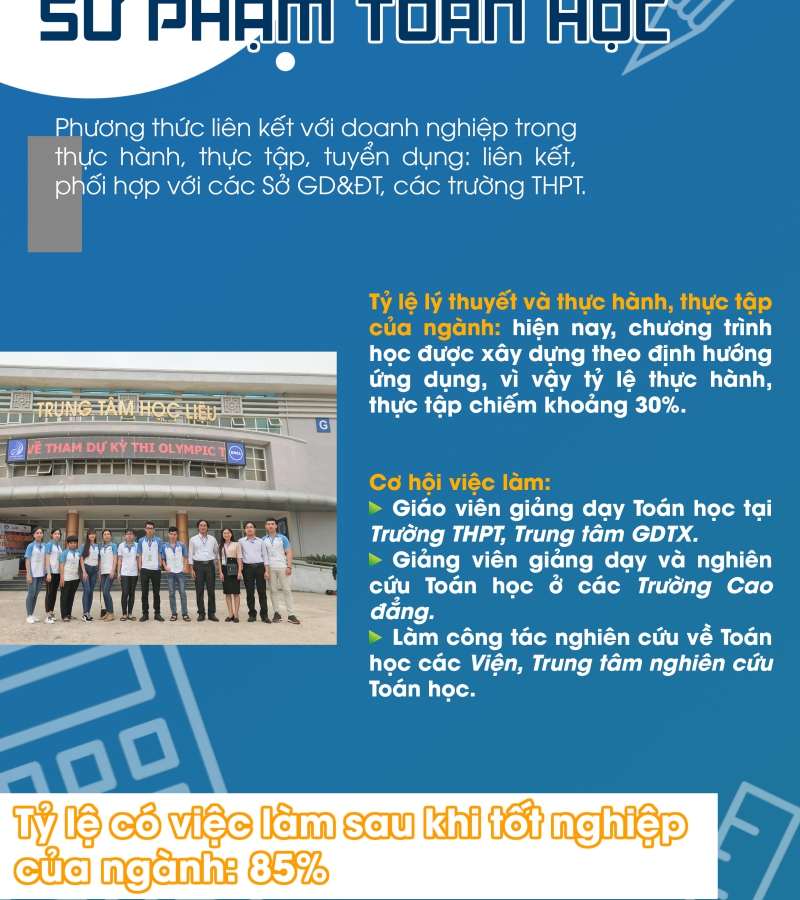 SƯ PHẠM TOÁN HỌC
Phương thức liên kết với doanh nghiệp trong
thực hành, thực tập, tuyển dụng: liên kết,
phối hợp với các Sở GD&ĐT, các trường THPT.
Tỷ lệ lý thuyết và thực hành, thực tập
của ngành: hiện nay, chương trình
học được xây dựng theo định hướng
ứng dụng, vì vậy tỷ lệ thực hành,
thực tập chiếm khoảng 30%.
TRUNG TÂM HỌC LIỆU
G
VỀ THAM DỰ KỲ THI OLYMPIC T
DELL
Cơ hội việc làm:
Giáo viên giảng dạy Toán học tại
Trường THPT, Trung tâm GDTX.
Giảng viên giảng dạy và nghiên
cứu Toán học ở các Trường Cao
đẳng.
Làm công tác nghiên cứu về Toán
học các Viện, Trung tâm nghiên cứu
Toán học.
Tỷ lệ có việc làm sau khi tốt nghiệp
của ngành: 85%